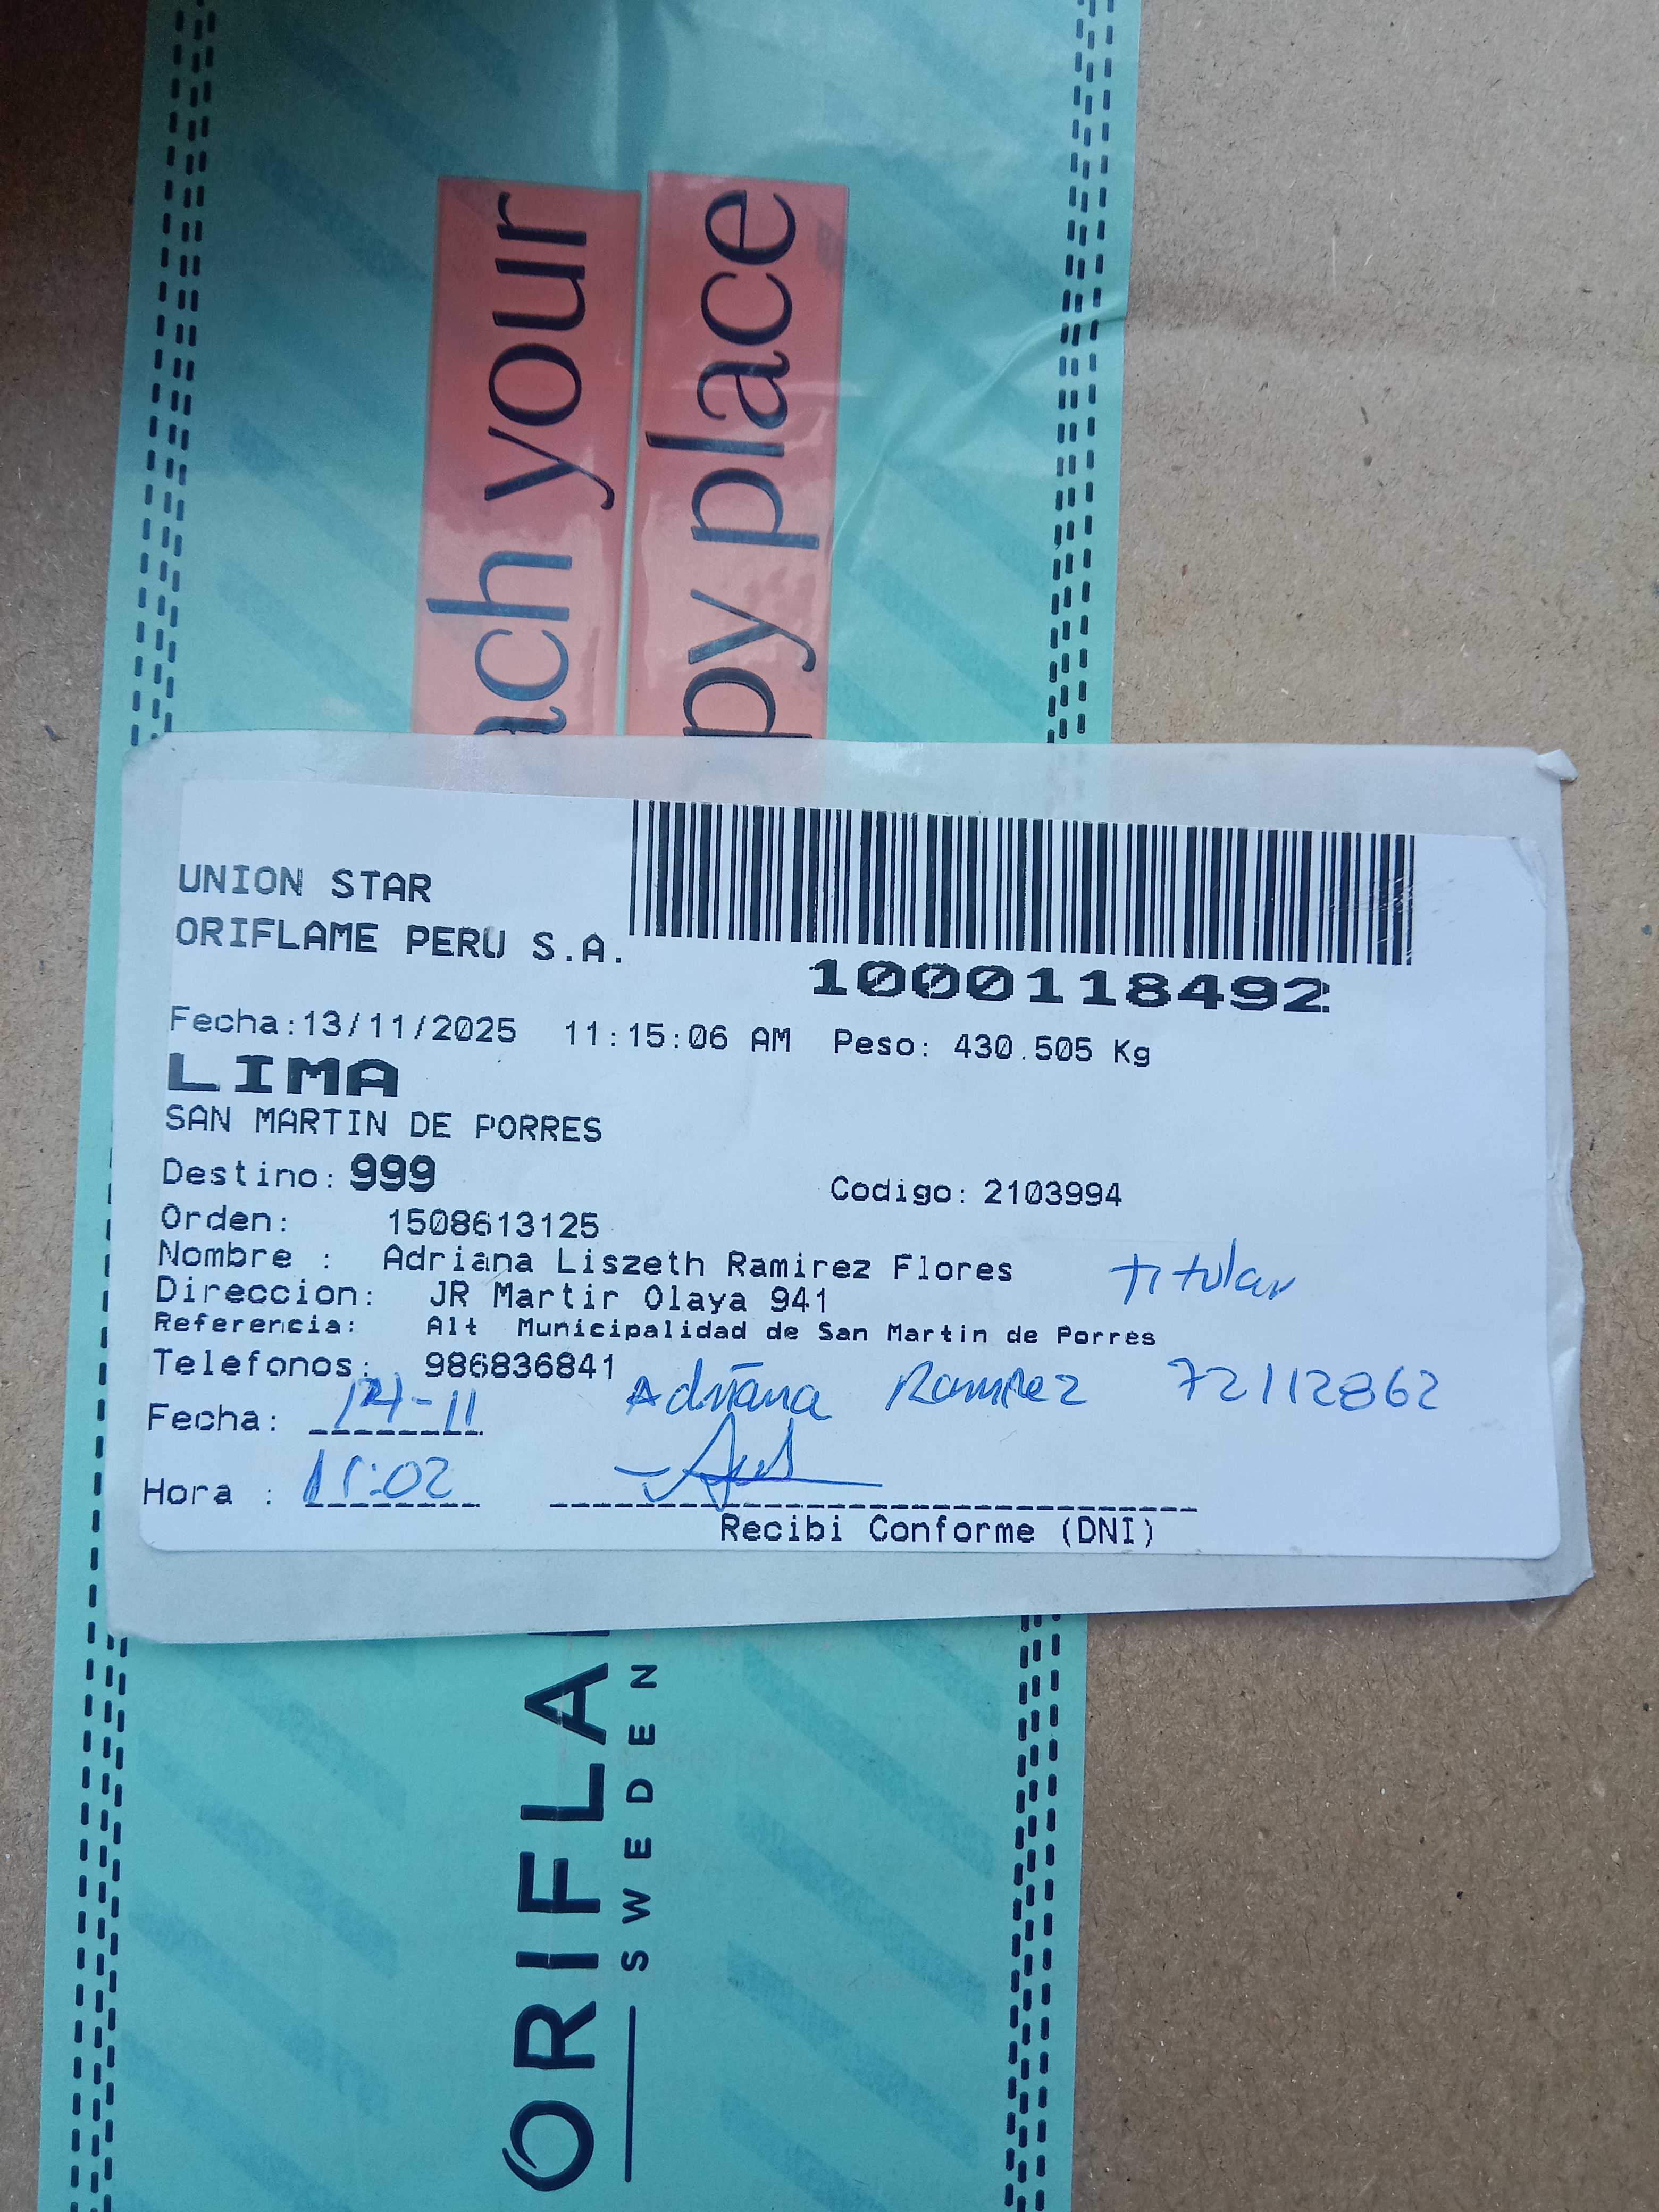 ach your
py place
UNION STAR
ORIFLAME PERU S.A.
1000118492
Fecha:13/11/2025 11:15:06 AM Peso: 430.505 Kg
LIMA
SAN MARTIN DE PORRES
Destino: 999 Codigo: 2103994
Orden: 1508613125
Nombre : Adriana Liszeth Ramirez Flores Titular
Direccion: JR Martir Olaya 941
Referencia: Alt Municipalidad de San Martin de Porres
Telefonos: 986836841
Adriana Ramirez 72112862
Fecha: 14-11
Hora : 11:02
Recibi Conforme (DNI)
ORIFLA
SWEDEN